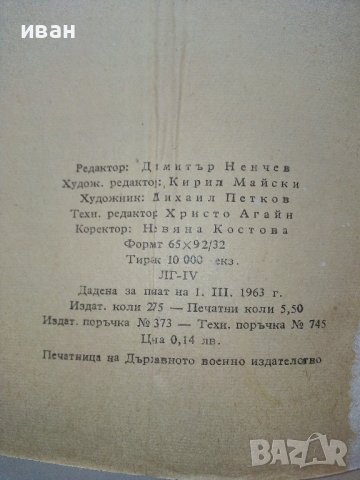 иван
Редактор: Димитър Ненчев
Худож. редактор: Кирил Майски
Художник: Михаил Петков
Техн. редактор Христо Агайн
Коректор: Невяна Костова
Формат 65×92/32
Тираж 10 000 екз.
ЛГ-IV
Дадена за пиат на 1. III. 1963 г.
Издат. коли 275 — Печатни коли 5,50
Издат. поръчка № 373 — Техн. поръчка № 745
Цна 0,14 лв.
Печатница на Държавното военно издателство
BAZAR